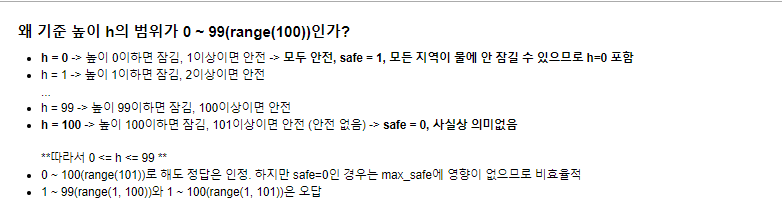 왜 기준 높이 h의 범위가 0 ~ 99(range(100))인가?
h = 0 -> 높이 0이하면 잠김, 1이상이면 안전 -> 모두 안전, safe = 1, 모든 지역이 물에 안 잠길 수 있으므로 h=0 포함
h = 1 -> 높이 1이하면 잠김, 2이상이면 안전
...
h = 99 -> 높이 99이하면 잠김, 100이상이면 안전
h = 100 -> 높이 100이하면 잠김, 101이상이면 안전 (안전 없음) -> safe = 0, 사실상 의미없음
**따라서 0 <= h <= 99 **
0 ~ 100(range(101))로 해도 정답은 인정. 하지만 safe=0인 경우는 max_safe에 영향이 없으므로 비효율적
1 ~ 99(range(1, 100))와 1 ~ 100(range(1, 101))은 오답